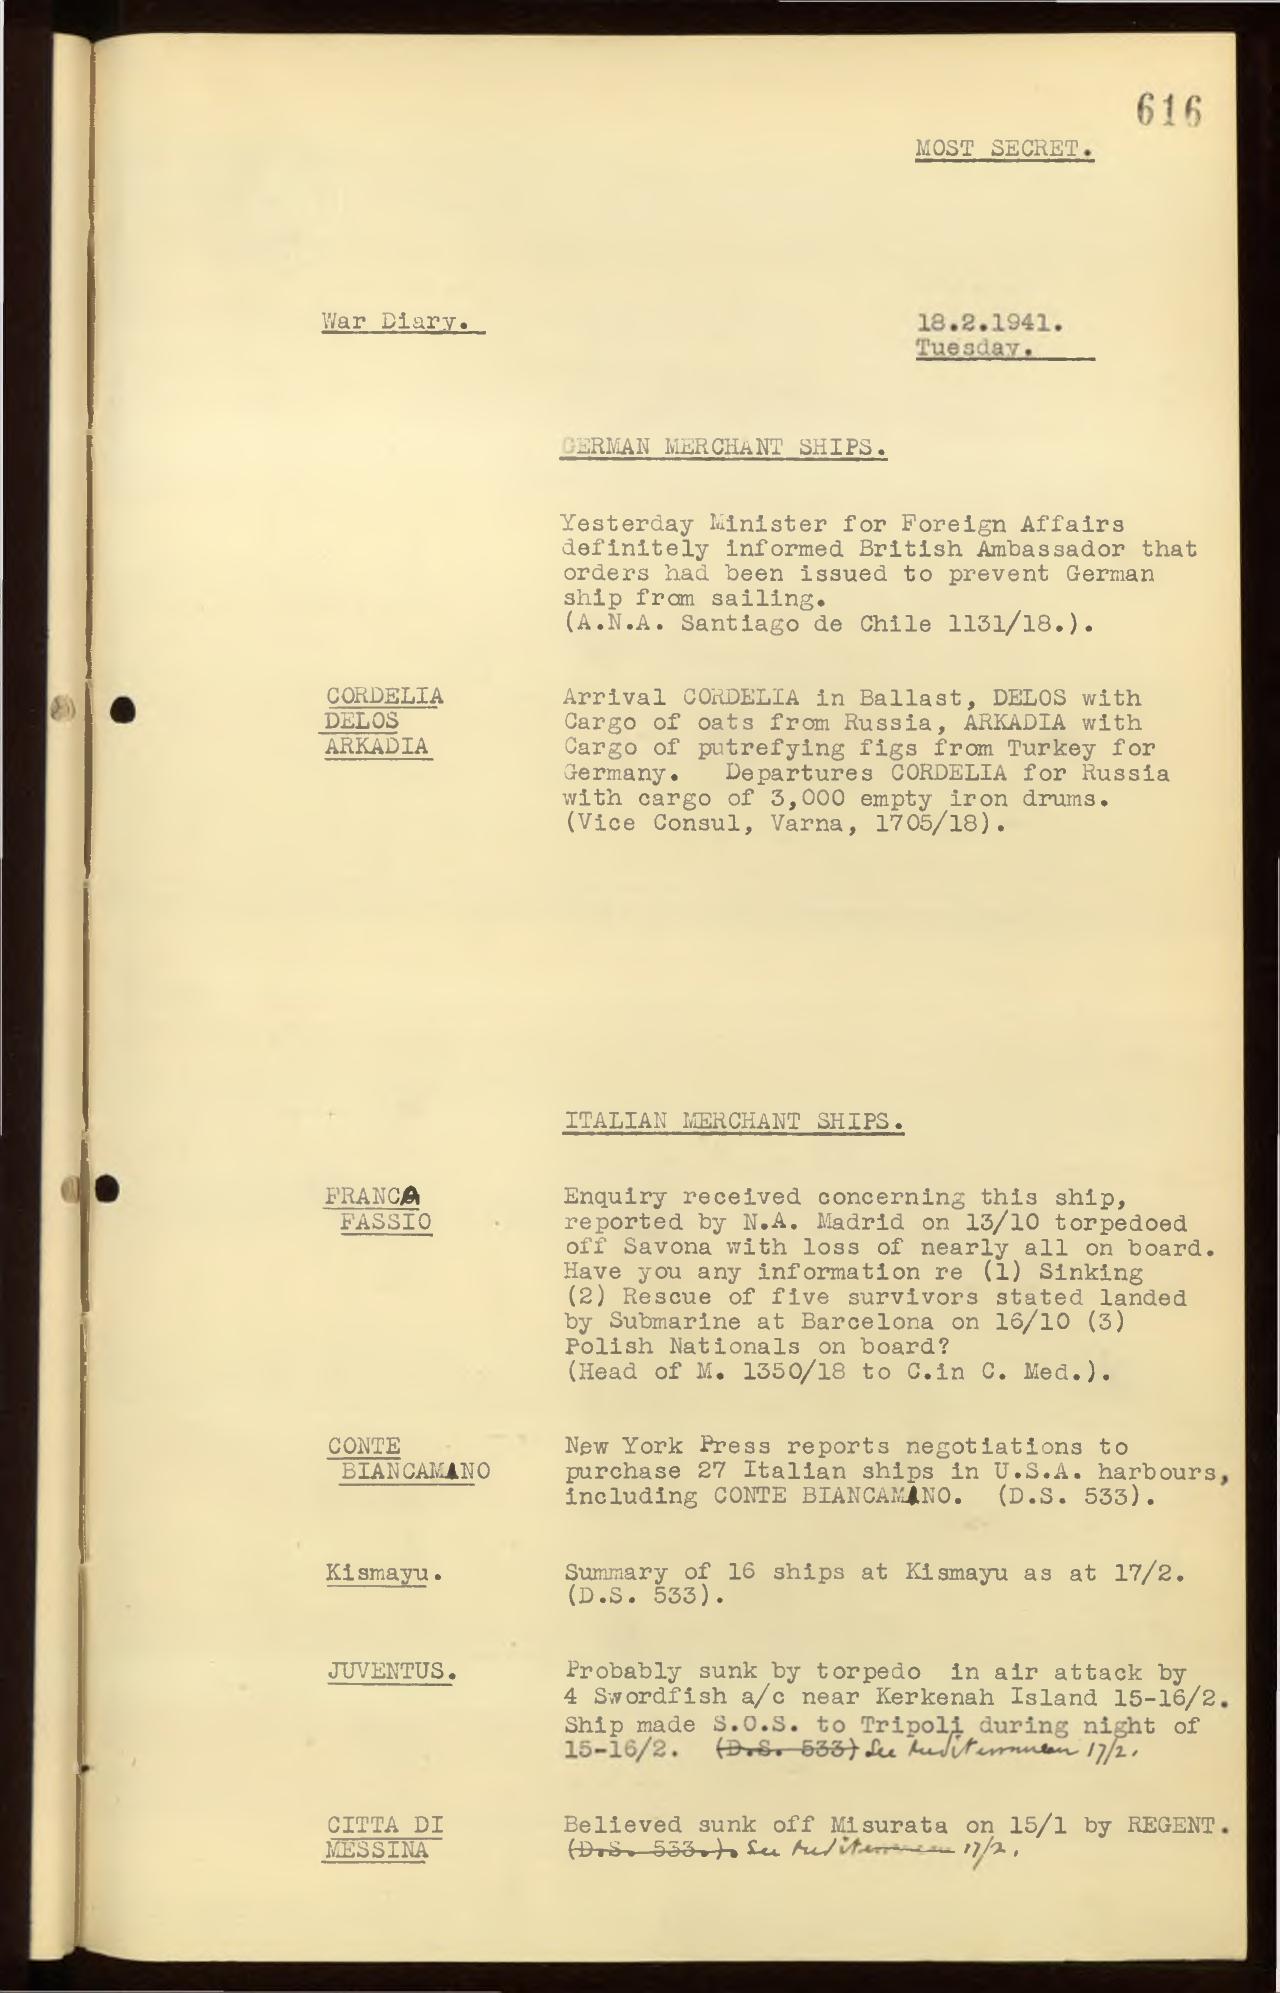 616
MOST SECRET.
War Diary.
18.2.1941.
Tuesday.
GERMAN MERCHANT SHIPS.
Yesterday Minister for Foreign Affairs
definitely informed British Ambassador that
orders had been issued to prevent German
ship from sailing.
(A.N.A. Santiago de Chile 1131/18.).
CORDELIA
DELOS
ARKADIA
Arrival CORDELIA in Ballast, DELOS with
Cargo of oats from Russia, ARKADIA with
Cargo of putrefying figs from Turkey for
Germany. Departures CORDELIA for Russia
with cargo of 3,000 empty iron drums.
(Vice Consul, Varna, 1705/18).
ITALIAN MERCHANT SHIPS.
FRANCA
FASSIO
Enquiry received concerning this ship,
reported by N.A. Madrid on 13/10 torpedoed
off Savona with loss of nearly all on board.
Have you any information re (1) Sinking
(2) Rescue of five survivors stated landed
by Submarine at Barcelona on 16/10 (3)
Polish Nationals on board?
(Head of M. 1350/18 to C.in C. Med.).
CONTE
BIANCAMANO
New York Press reports negotiations to
purchase 27 Italian ships in U.S.A. harbours,
including CONTE BIANCAMANO. (D.S. 533).
Kismayu.
Summary of 16 ships at Kismayu as at 17/2.
(D.S. 533).
JUVENTUS.
Probably sunk by torpedo in air attack by
4 Swordfish a/c near Kerkenah Island 15-16/2.
Ship made S.O.S. to Tripoli during night of
15-16/2. (D.S. 533) See Mediterranean 17/2.
CITTA DI
MESSINA
Believed sunk off Misurata on 15/1 by REGENT.
(D.S. 533.). See Mediterranean 17/2.